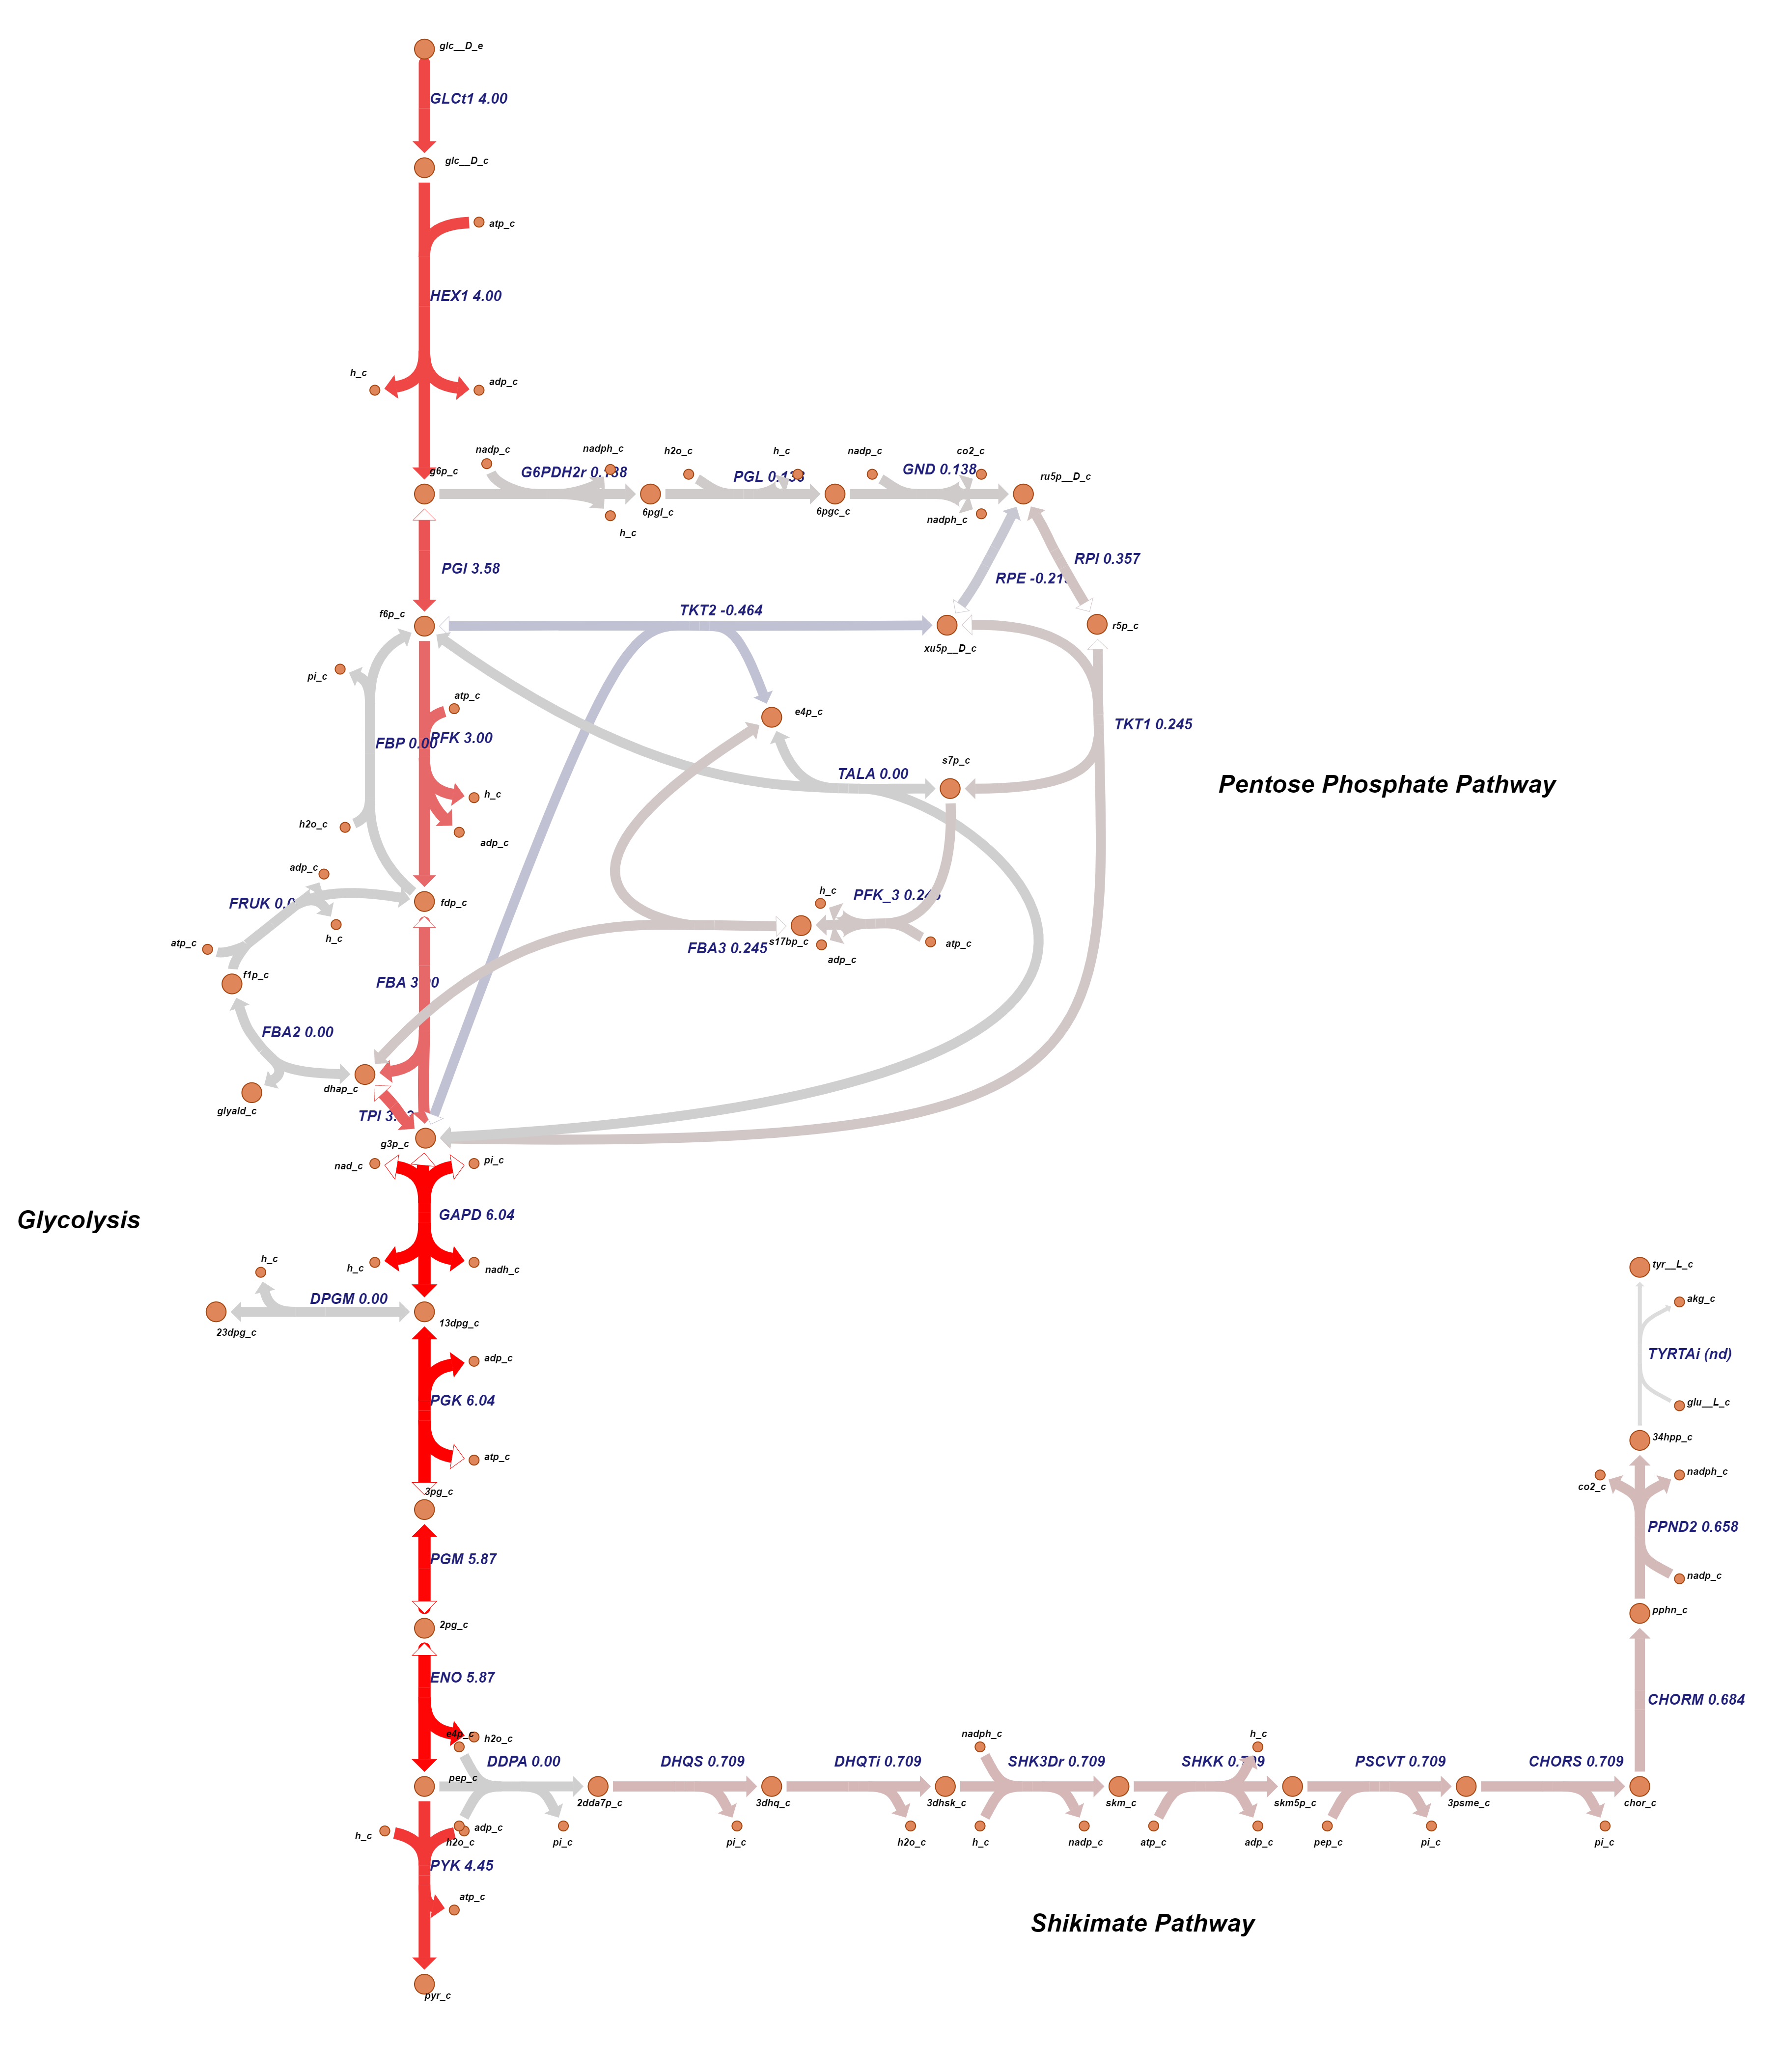 glc__D_e
GLCt1 4.00
glc__D_c
atp_c
HEX1 4.00
h_c
adp_c
g6p_c
nadp_c
nadph_c
h2o_c
h_c
nadp_c
co2_c
G6PDH2r 0.138
PGL 0.138
GND 0.138
ru5p__D_c
6pgl_c
6pgc_c
nadph_c
h_c
PGI 3.58
RPE
RPI 0.357
f6p_c
TKT2 -0.464
xu5p__D_c
r5p_c
pi_c
atp_c
e4p_c
TKT1 0.245
FBP 0.00
PFK 3.00
s7p_c
TALA 0.00
Pentose Phosphate Pathway
h_c
h2o_c
adp_c
adp_c
FRUK
fdp_c
h_c
PFK_3
h_c
atp_c
s17bp_c
FBA3 0.245
adp_c
atp_c
f1p_c
FBA
FBA2 0.00
dhap_c
glyald_c
TPI
g3p_c
nad_c
pi_c
GAPD 6.04
Glycolysis
h_c
h_c
nadh_c
DPGM 0.00
23dpg_c
13dpg_c
adp_c
PGK 6.04
atp_c
3pg_c
PGM 5.87
2pg_c
ENO 5.87
e4p_c
h2o_c
DDPA 0.00
pep_c
2dda7p_c
h_c
adp_c
h2o_c
pi_c
PYK 4.45
atp_c
pyr_c
DHQS 0.709
3dhq_c
pi_c
DHQTi 0.709
3dhsk_c
h2o_c
nadph_c
SHK3Dr 0.709
skm_c
h_c
nadp_c
h_c
SHKK 0.709
skm5p_c
atp_c
adp_c
PSCVT 0.709
3psme_c
pep_c
pi_c
CHORS 0.709
chor_c
pi_c
Shikimate Pathway
tyr__L_c
akg_c
TYRTAi (nd)
glu__L_c
34hpp_c
nadph_c
co2_c
PPND2 0.658
nadp_c
pphn_c
CHORM 0.684